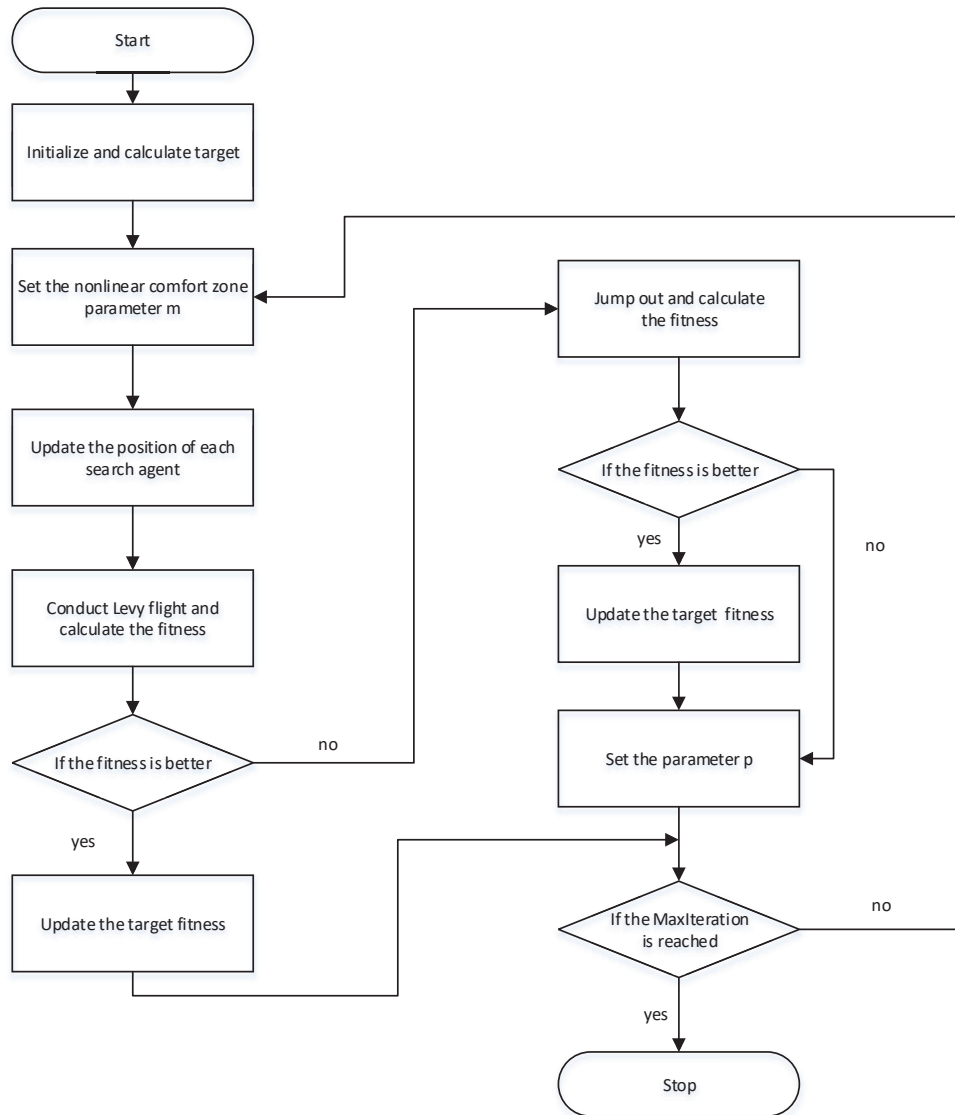 Start
Initialize and calculate target
Set the nonlinear comfort zone
parameter m
Update the position of each
search agent
Conduct Levy flight and
calculate the fitness
If the fitness is better
no
yes
Update the target fitness
Jump out and calculate
the fitness
If the fitness is better
no
yes
Update the target fitness
Set the parameter p
If the MaxIteration
is reached
no
yes
Stop